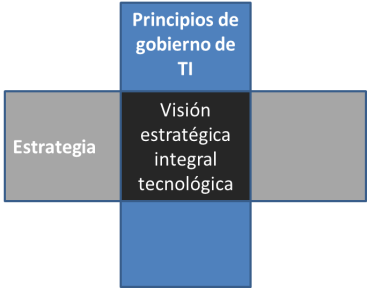 Principios de
gobierno de
TI
Estrategia
Visión
estratégica
integral
tecnológica